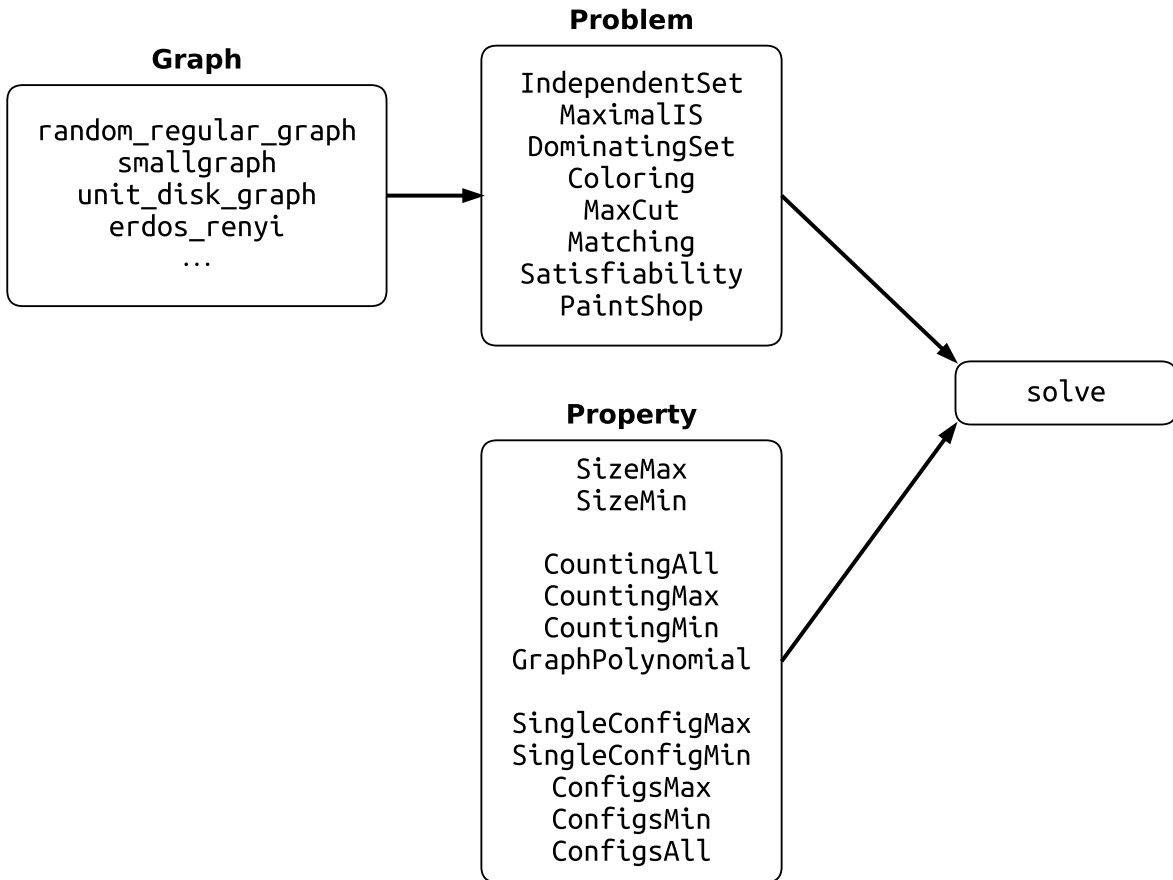 Graph
random_regular_graph
smallgraph
unit_disk_graph
erdos_renyi
...
Problem
IndependentSet
MaximalIS
DominatingSet
Coloring
MaxCut
Matching
Satisfiability
PaintShop
Property
SizeMax
SizeMin
CountingAll
CountingMax
CountingMin
GraphPolynomial
SingleConfigMax
SingleConfigMin
ConfigsMax
ConfigsMin
ConfigsAll
solve